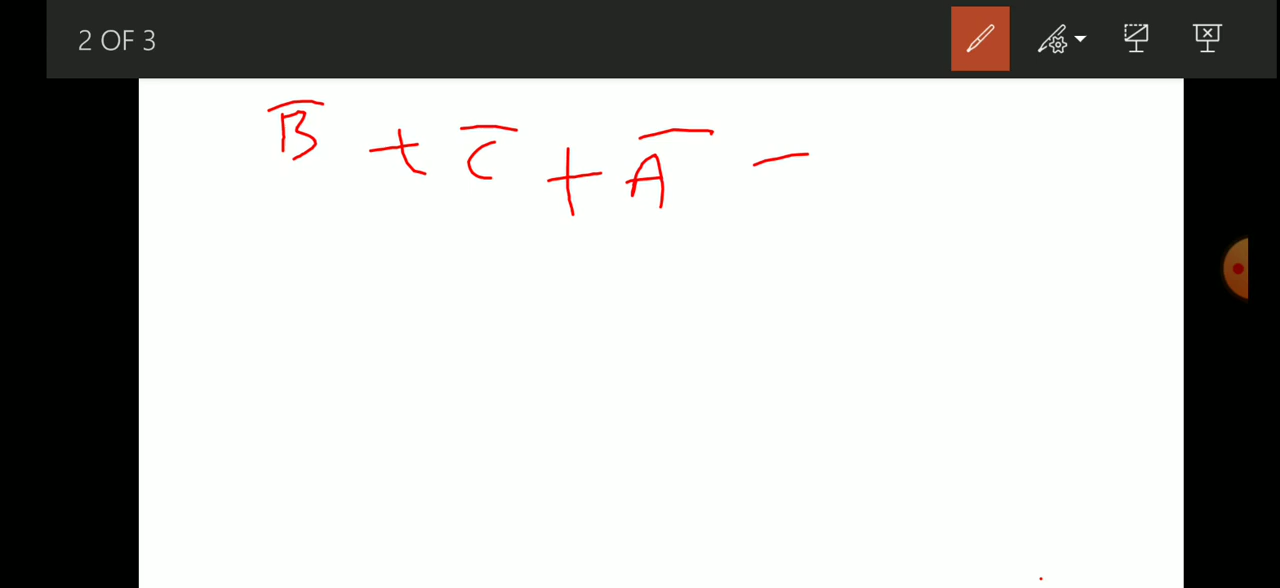 2 OF 3
B̅ + C̅ + A̅ —